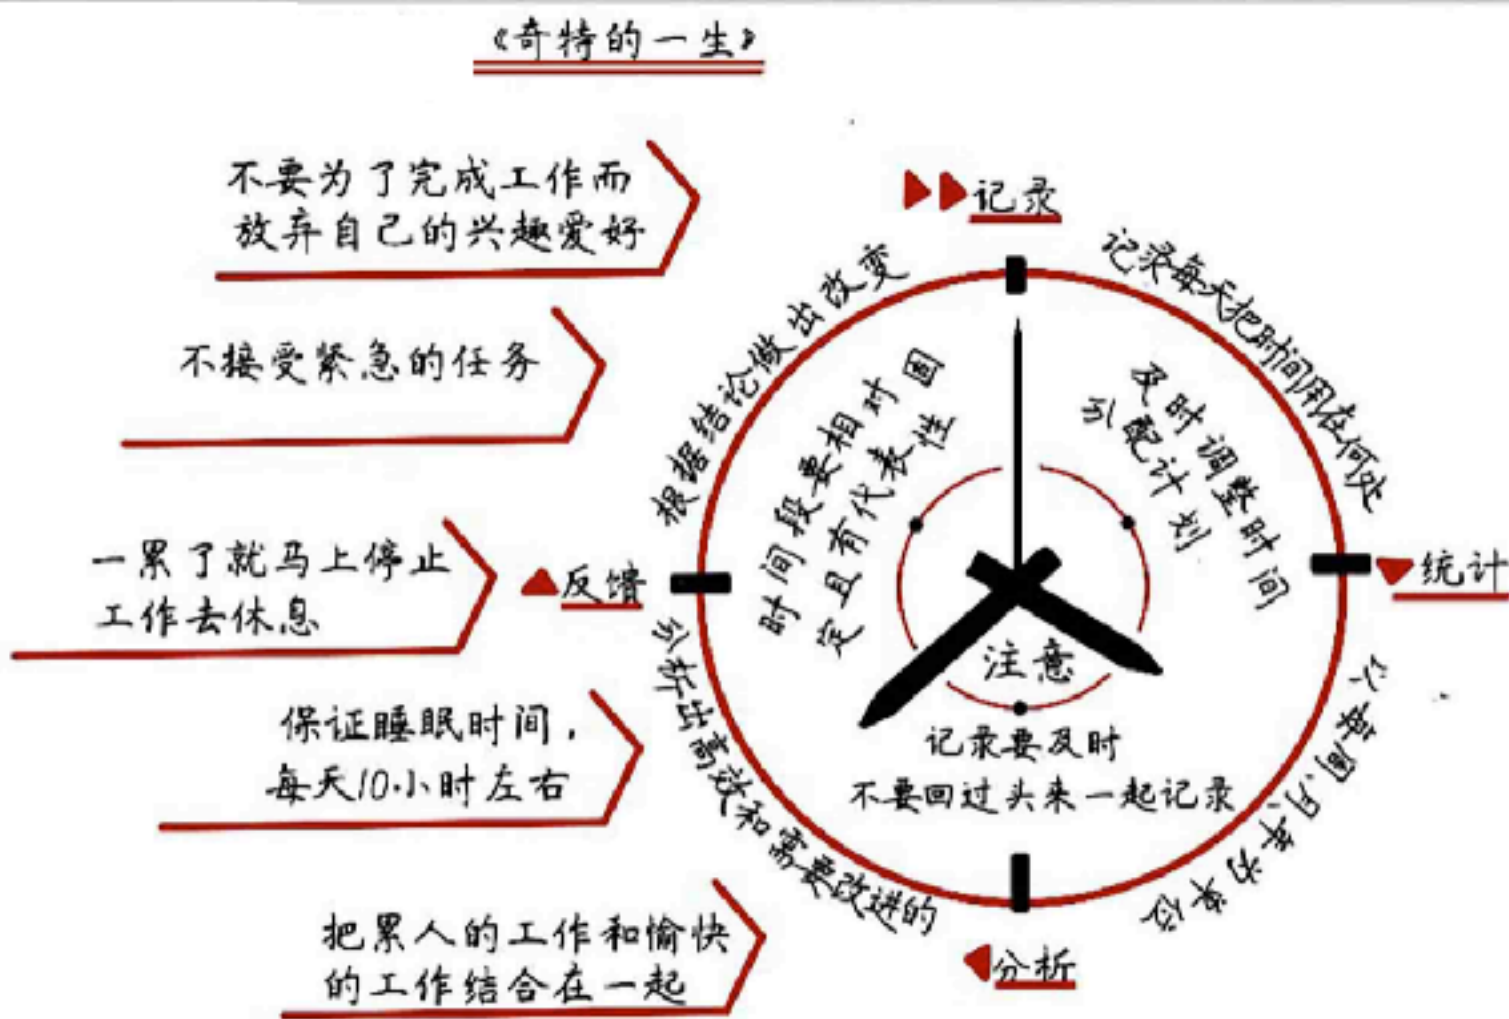 《奇特的一生》
不要为了完成工作而
放弃自己的兴趣爱好
不接受紧急的任务
一累了就马上停止
工作去休息
保证睡眠时间，
每天10小时左右
把累人的工作和愉快
的工作结合在一起
记录
记录每天把时间用在何处
统计
以每周、月、年为单位
分析
分析出高效和需要改进的
反馈
根据结论做出改变
时间段要相对固
定且有代表性
及时调整时间
分配计划
注意
记录要及时
不要回过头来一起记录